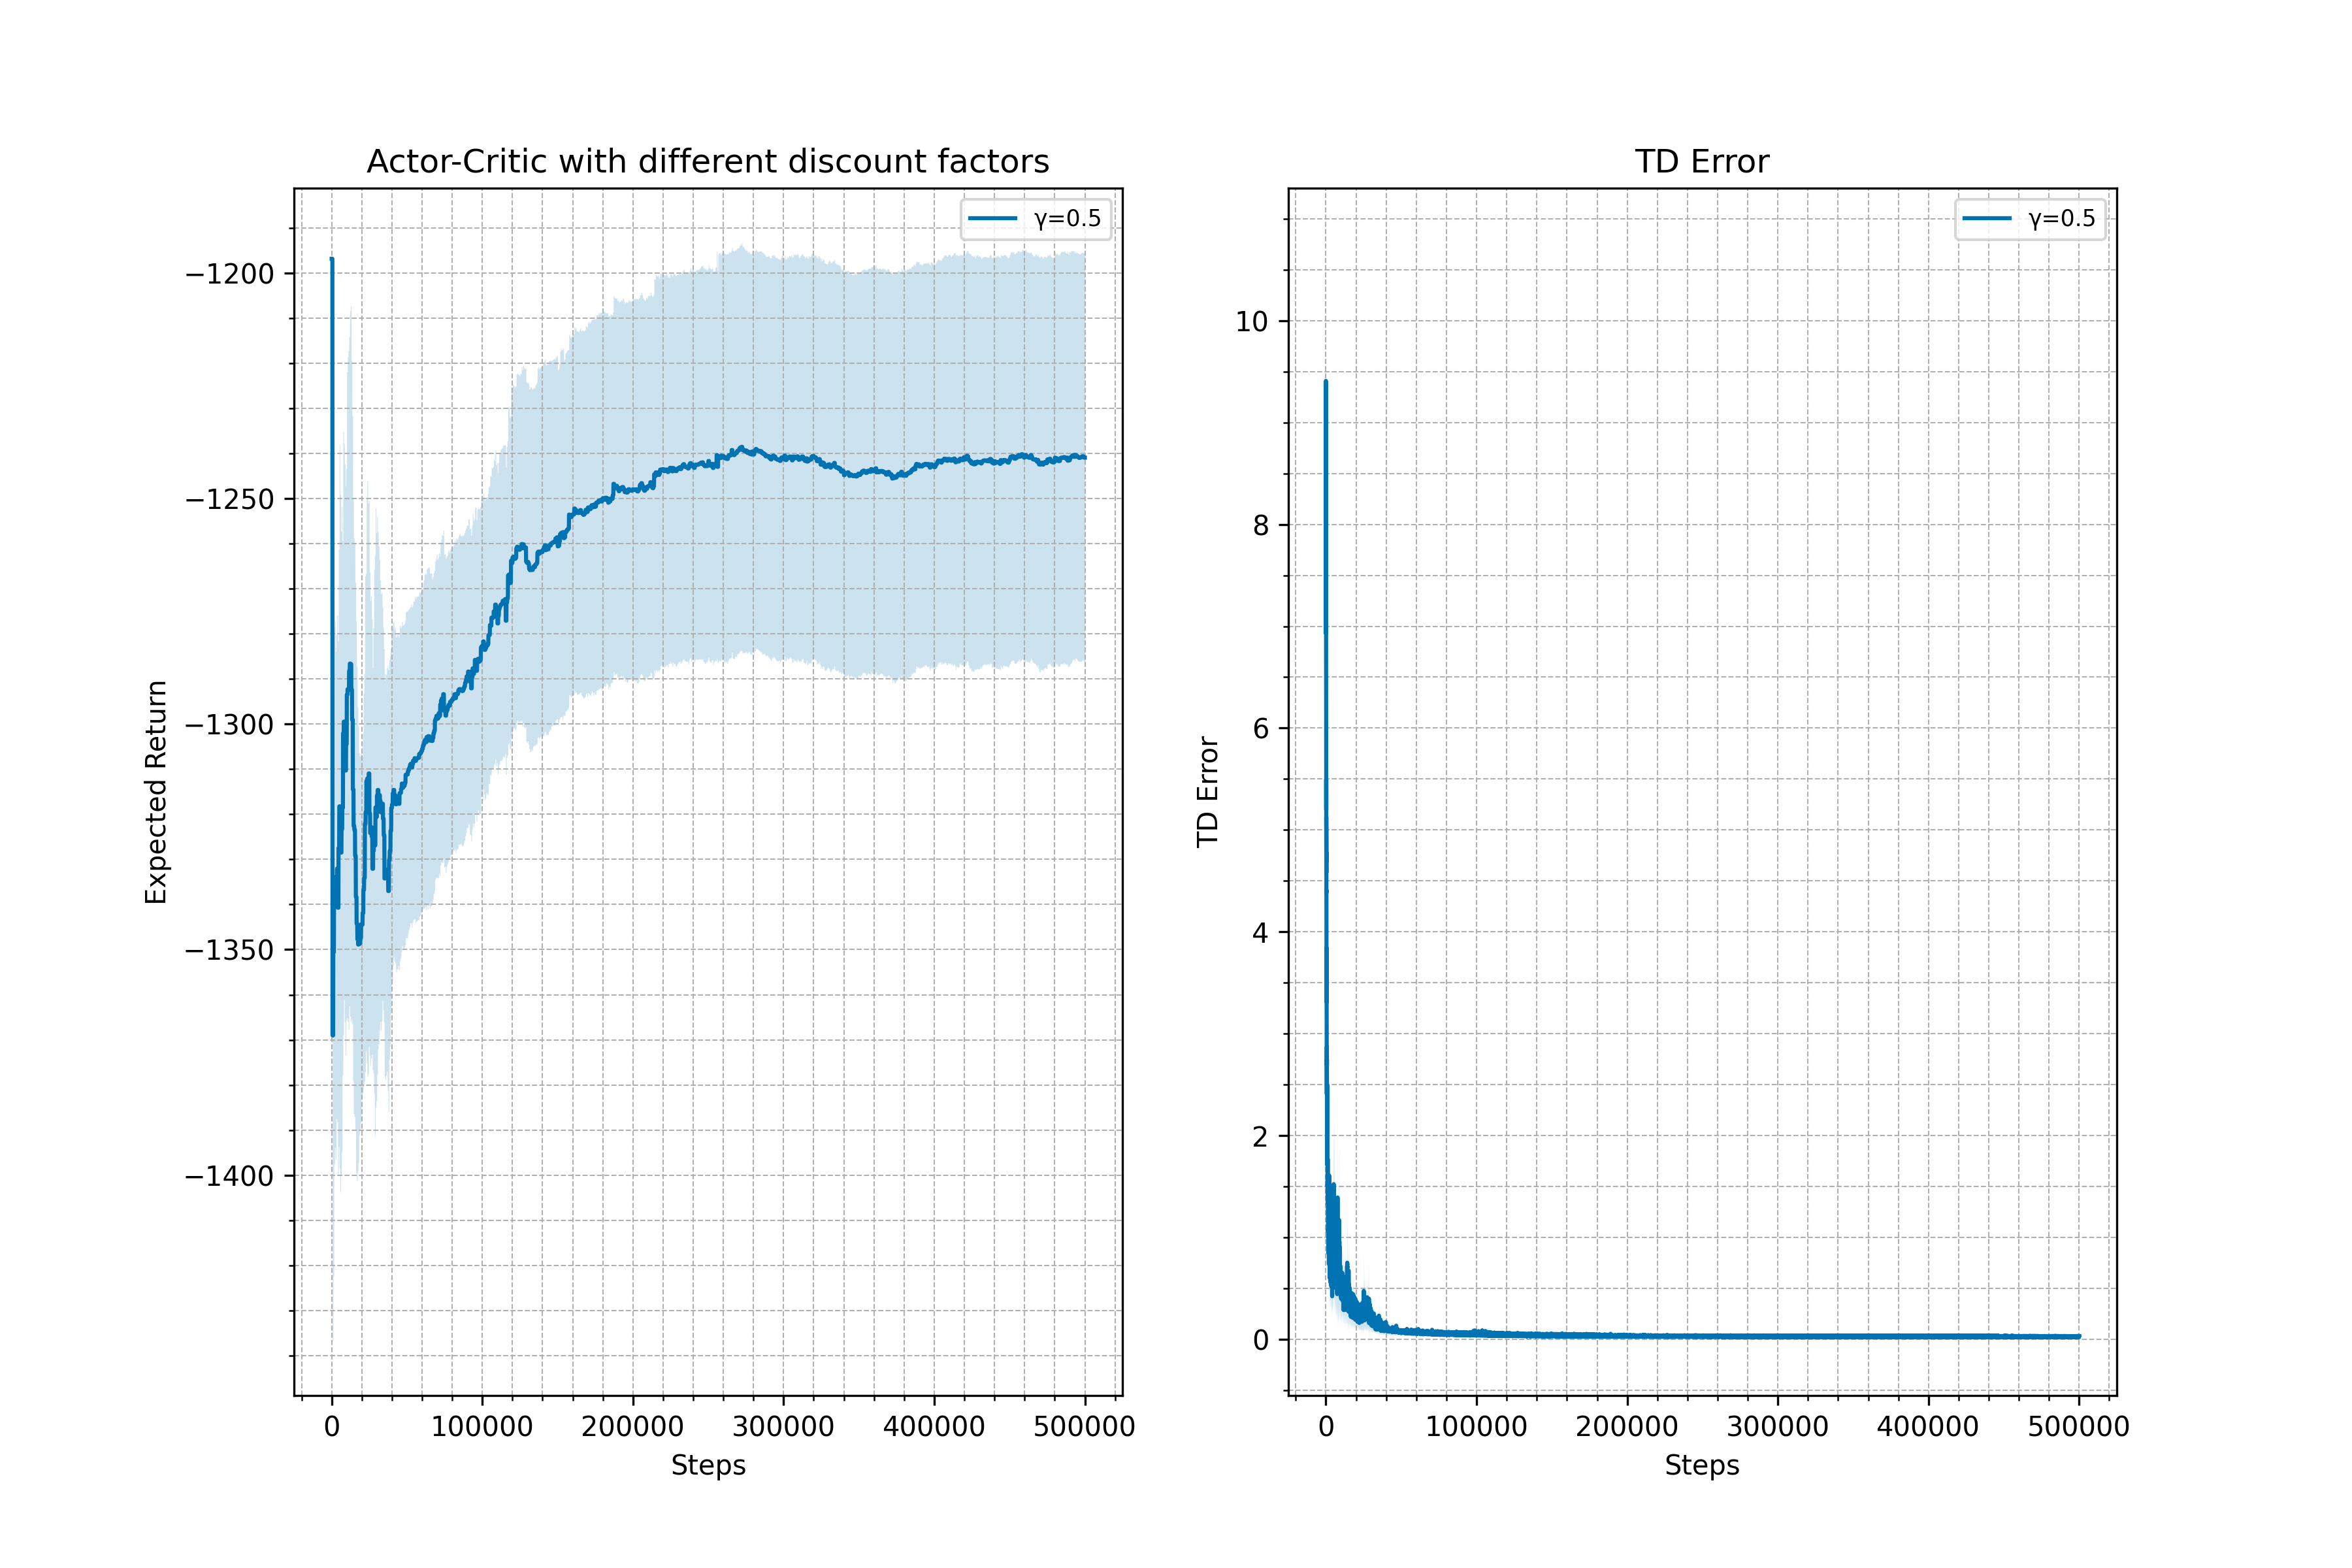 Actor-Critic with different discount factors
γ=0.5
−1200
−1250
−1300
−1350
−1400
Expected Return
0 100000 200000 300000 400000 500000
Steps
TD Error
γ=0.5
10
8
6
4
2
0
TD Error
0 100000 200000 300000 400000 500000
Steps